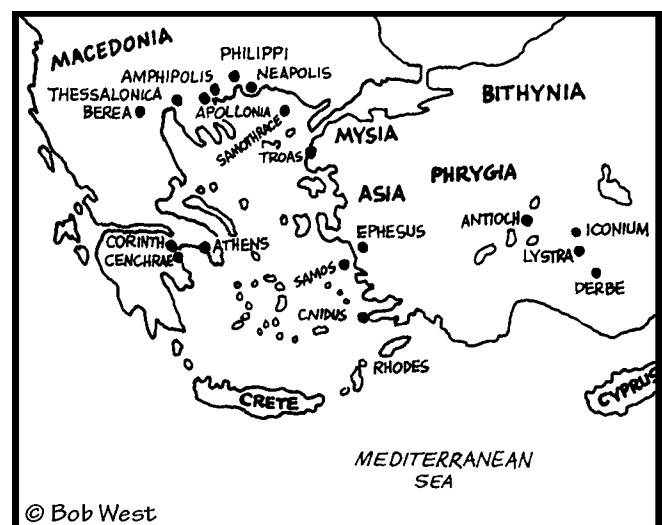 MACEDONIA
PHILIPPI
AMPHIPOLIS
NEAPOLIS
THESSALONICA
APOLLONIA
BEREA
SAMOTHRACE
BITHYNIA
MYSIA
TROAS
PHRYGIA
ASIA
ANTIOCH
ICONIUM
EPHESUS
LYSTRA
CORINTH
ATHENS
CENCHRAE
SAMOS
DERBE
CNIDUS
RHODES
CYPRUS
CRETE
MEDITERRANEAN
SEA
© Bob West